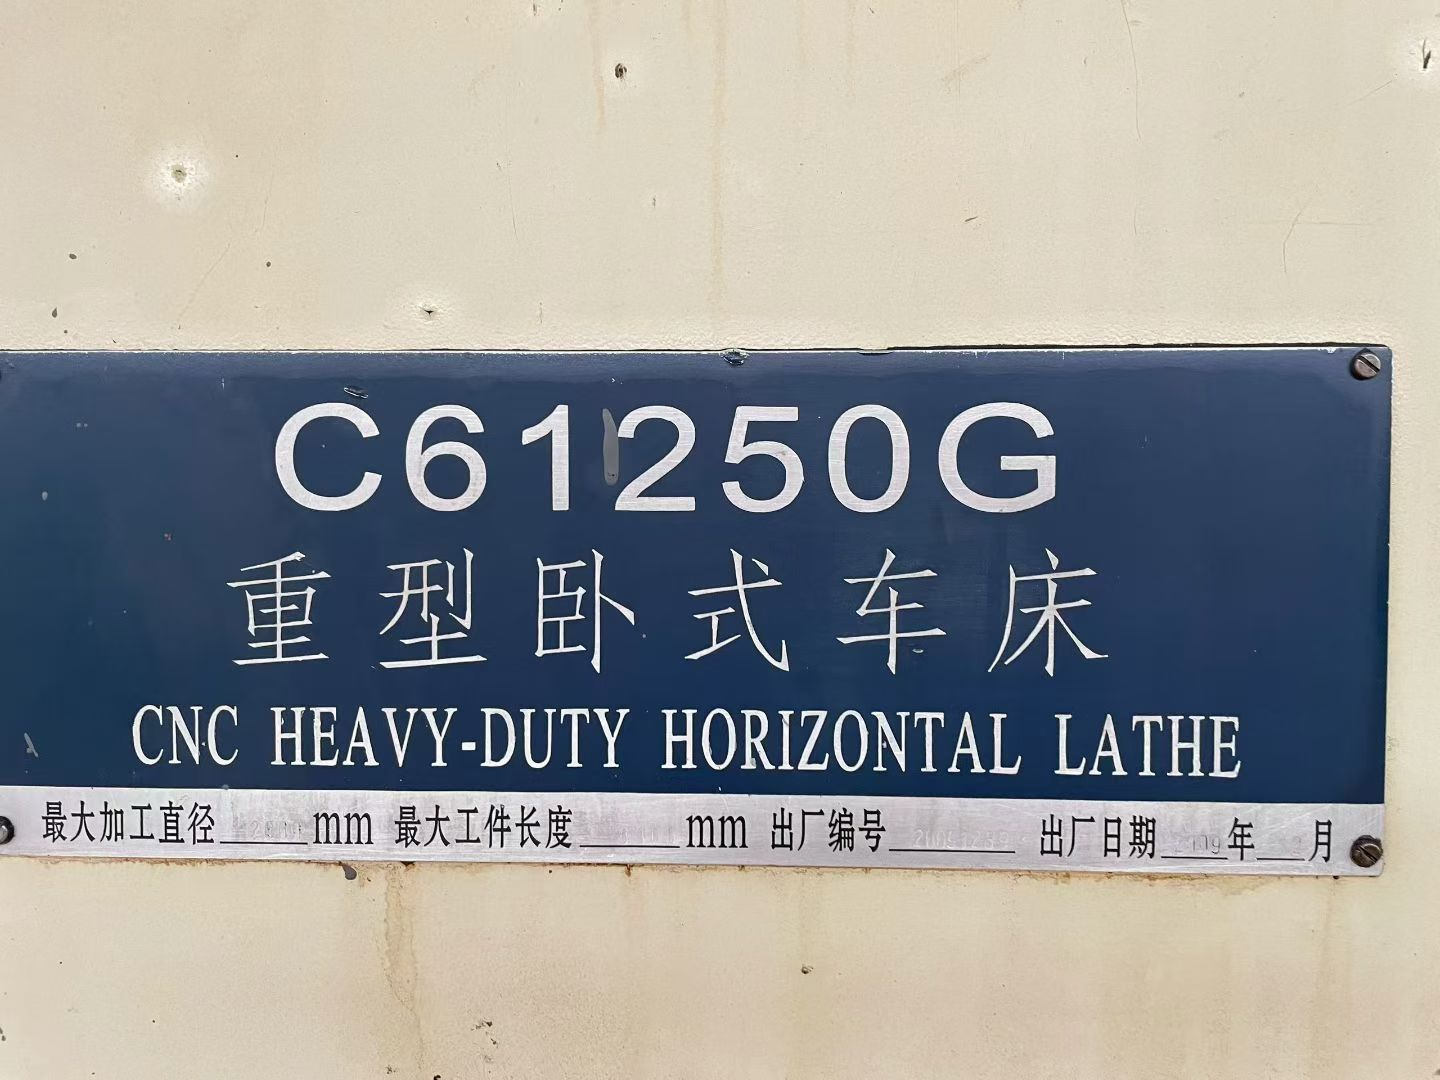 C61250G
重型卧式车床
CNC HEAVY-DUTY HORIZONTAL LATHE
最大加工直径 mm 最大工件长度 mm 出厂编号 出厂日期 2009 年 月